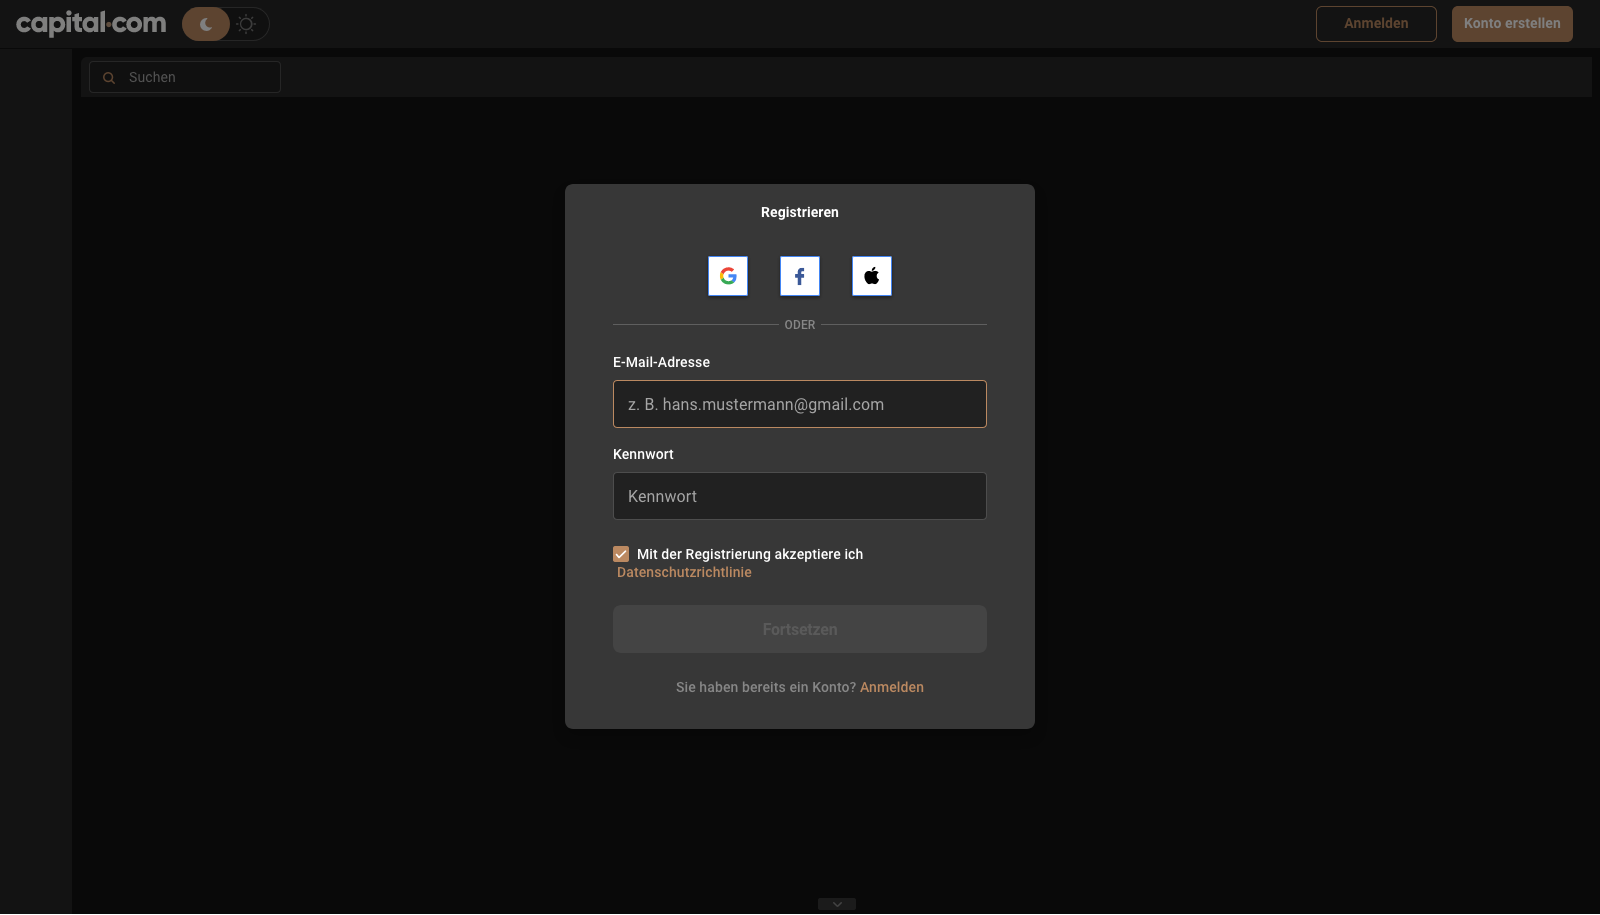 capital.com
Anmelden
Konto erstellen
Suchen
Registrieren
ODER
E-Mail-Adresse
z. B. hans.mustermann@gmail.com
Kennwort
Kennwort
Mit der Registrierung akzeptiere ich
Datenschutzrichtlinie
Fortsetzen
Sie haben bereits ein Konto? Anmelden